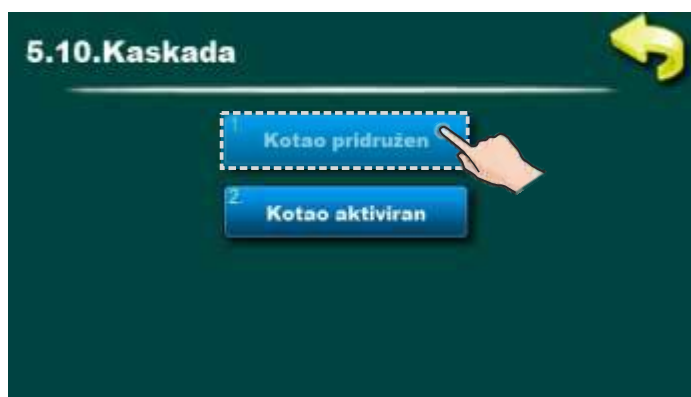 5.10.Kaskada
1.
Kotao pridružen
2.
Kotao aktiviran